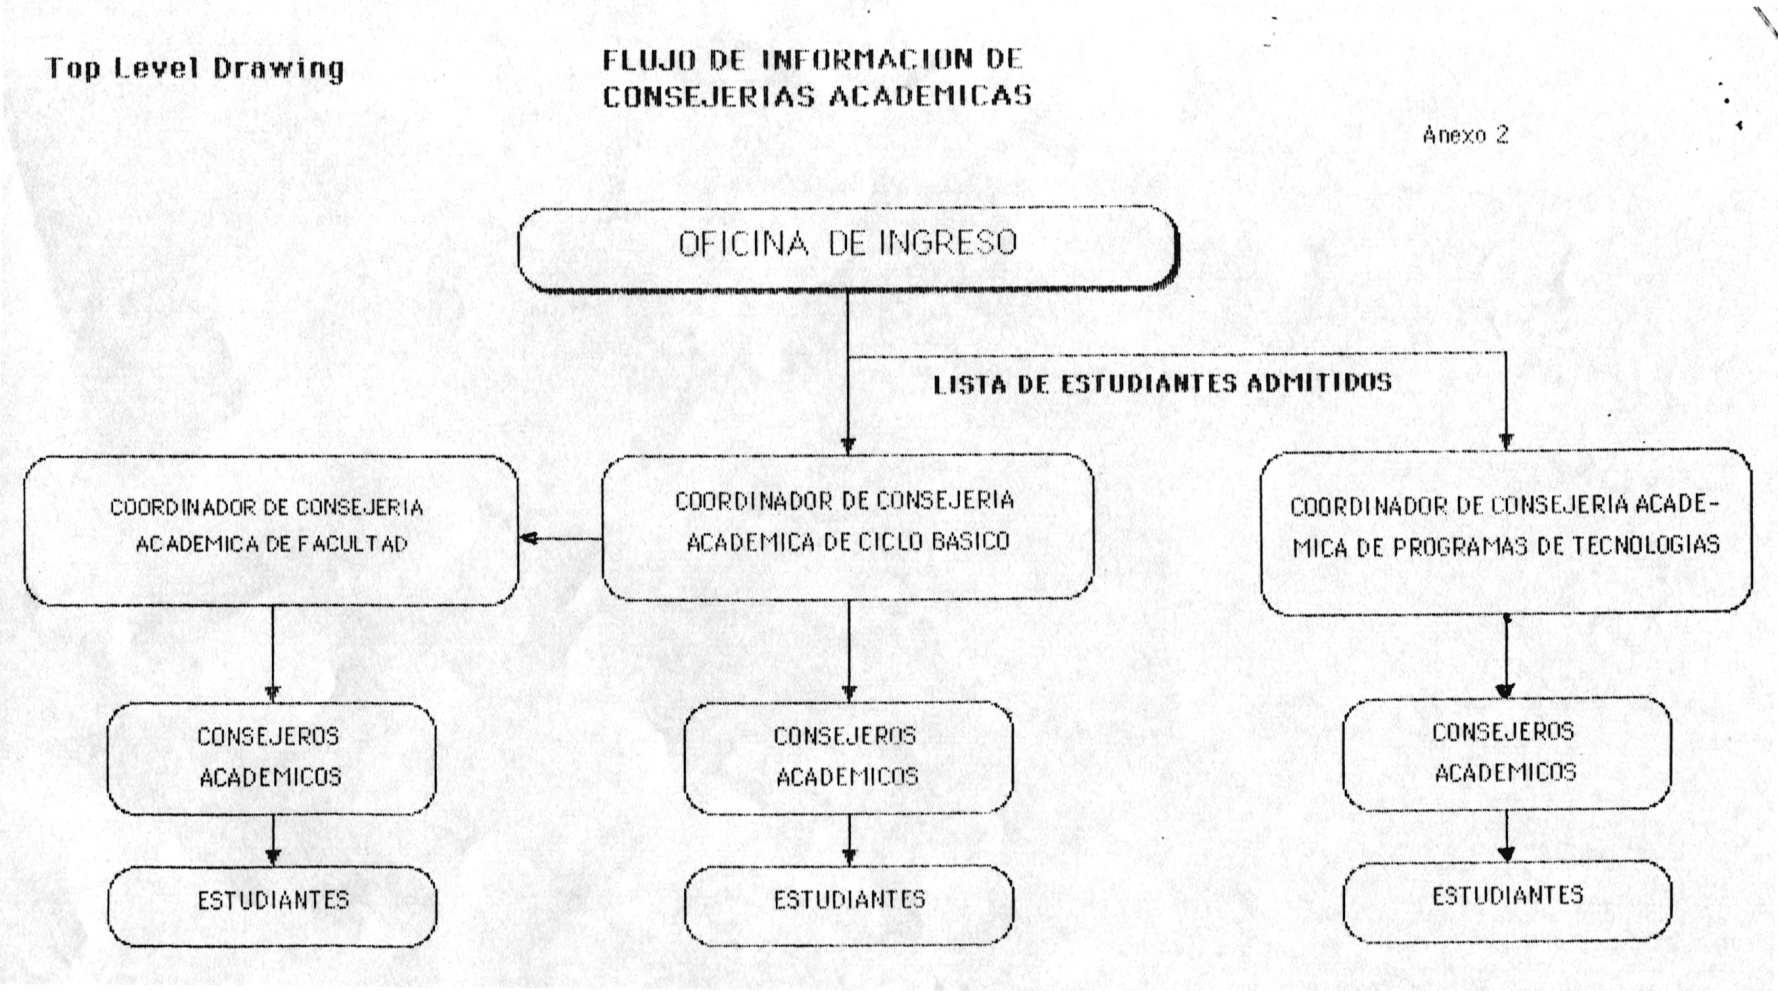 Top Level Drawing
FLUJO DE INFORMACION DE
CONSEJERIAS ACADEMICAS
Anexo 2
OFICINA DE INGRESO
LISTA DE ESTUDIANTES ADMITIDOS
COORDINADOR DE CONSEJERIA
ACADEMICA DE FACULTAD
COORDINADOR DE CONSEJERIA
ACADEMICA DE CICLO BASICO
COORDINADOR DE CONSEJERIA ACADE-
MICA DE PROGRAMAS DE TECNOLOGIAS
CONSEJEROS
ACADEMICOS
CONSEJEROS
ACADEMICOS
CONSEJEROS
ACADEMICOS
ESTUDIANTES
ESTUDIANTES
ESTUDIANTES